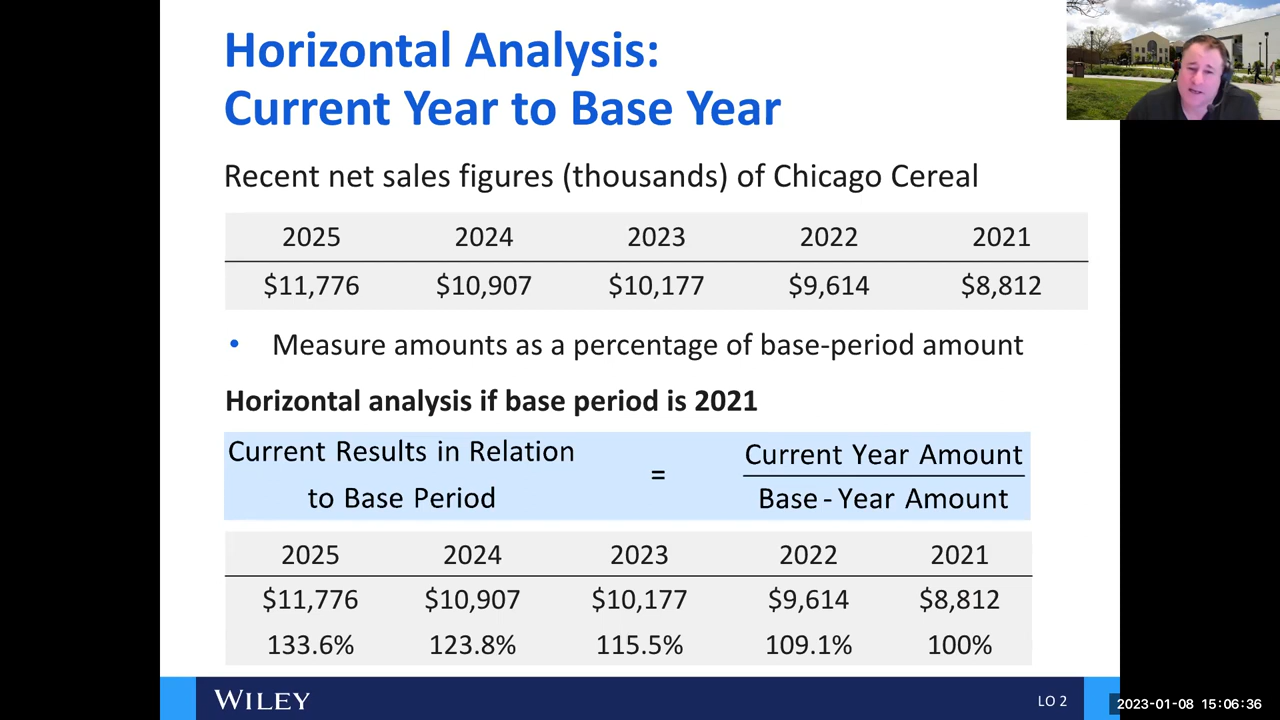 Horizontal Analysis:
Current Year to Base Year
Recent net sales figures (thousands) of Chicago Cereal
2025 2024 2023 2022 2021
$11,776 $10,907 $10,177 $9,614 $8,812
• Measure amounts as a percentage of base-period amount
Horizontal analysis if base period is 2021
Current Results in Relation
to Base Period
=
Current Year Amount
Base - Year Amount
2025 2024 2023 2022 2021
$11,776 $10,907 $10,177 $9,614 $8,812
133.6% 123.8% 115.5% 109.1% 100%
WILEY
LO 2
2023-01-08 15:06:36